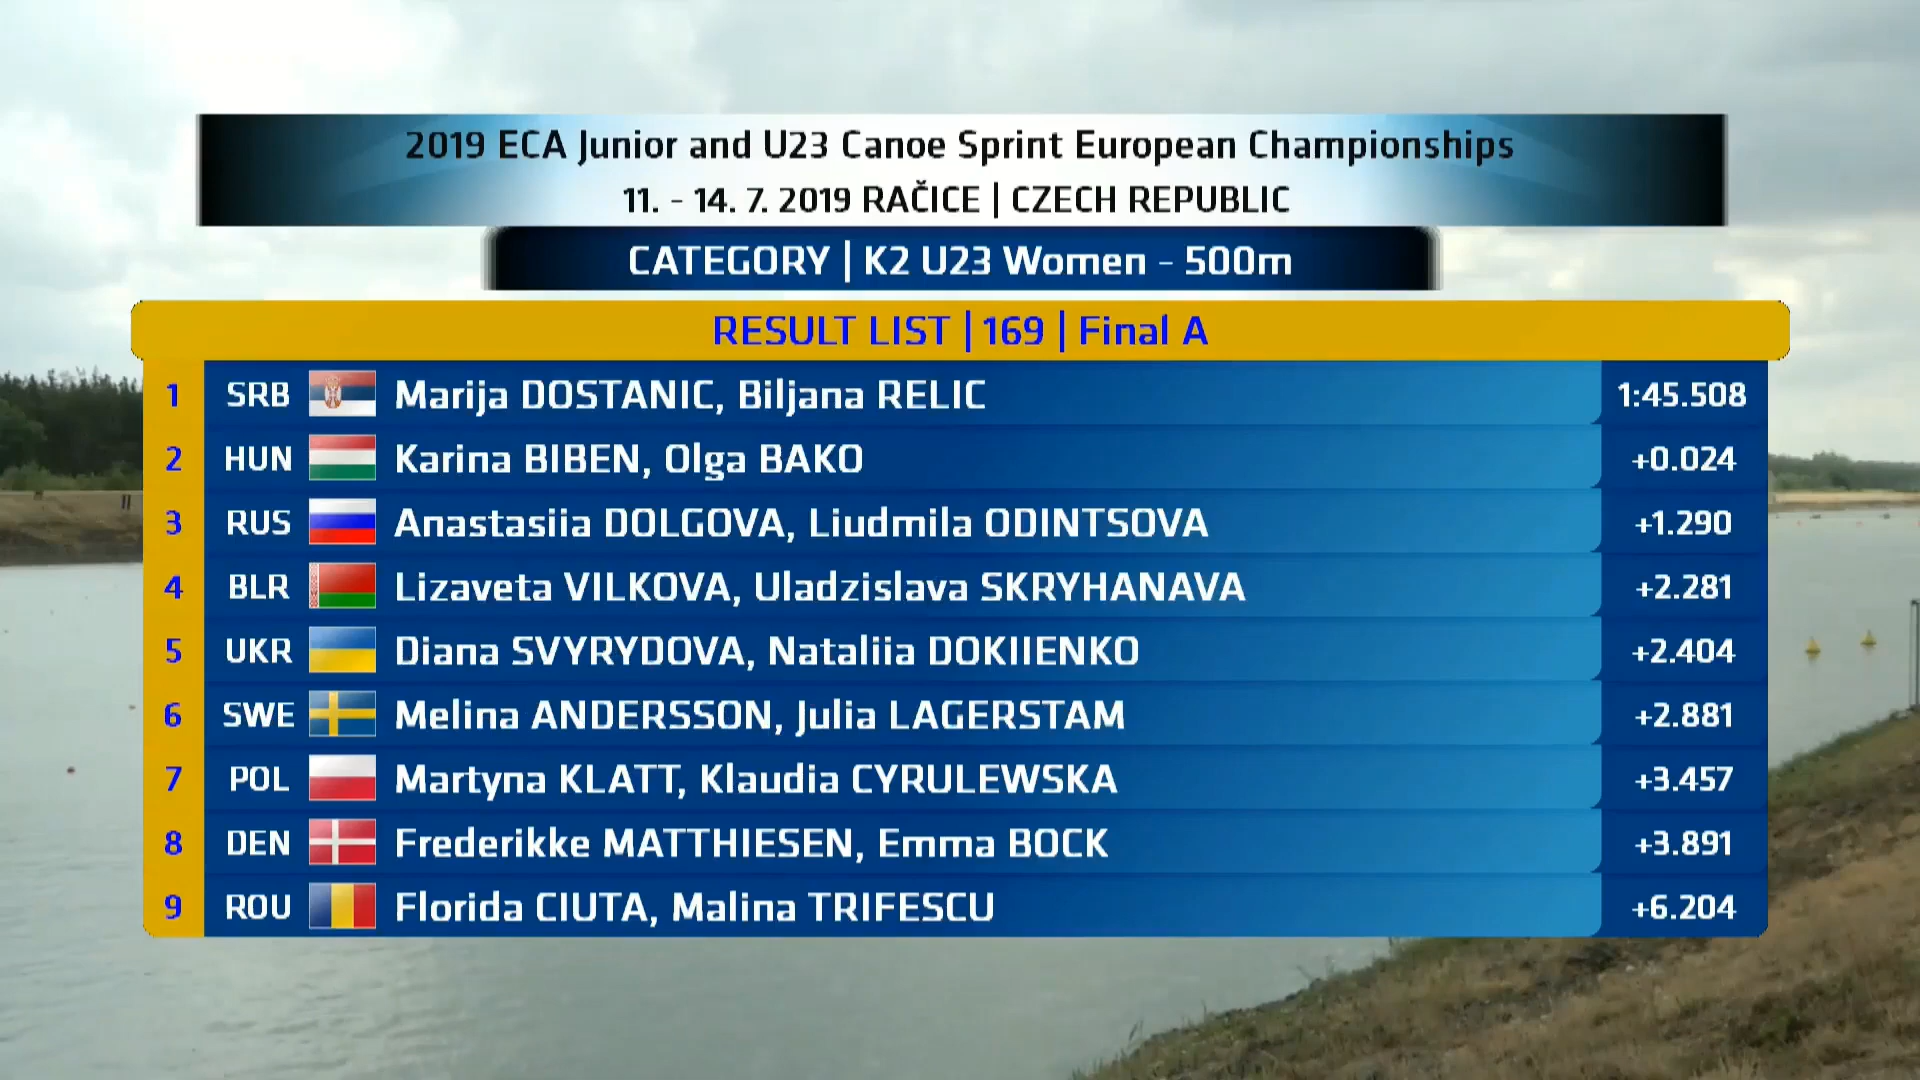 2019 ECA Junior and U23 Canoe Sprint European Championships
11. - 14. 7. 2019 RAČICE | CZECH REPUBLIC
CATEGORY | K2 U23 Women - 500m
RESULT LIST | 169 | Final A
1 SRB Marija DOSTANIC, Biljana RELIC 1:45.508
2 HUN Karina BIBEN, Olga BAKO +0.024
3 RUS Anastasiia DOLGOVA, Liudmila ODINTSOVA +1.290
4 BLR Lizaveta VILKOVA, Uladzislava SKRYHANAVA +2.281
5 UKR Diana SVYRYDOVA, Nataliia DOKIIENKO +2.404
6 SWE Melina ANDERSSON, Julia LAGERSTAM +2.881
7 POL Martyna KLATT, Klaudia CYRULEWSKA +3.457
8 DEN Frederikke MATTHIESEN, Emma BOCK +3.891
9 ROU Florida CIUTA, Malina TRIFESCU +6.204